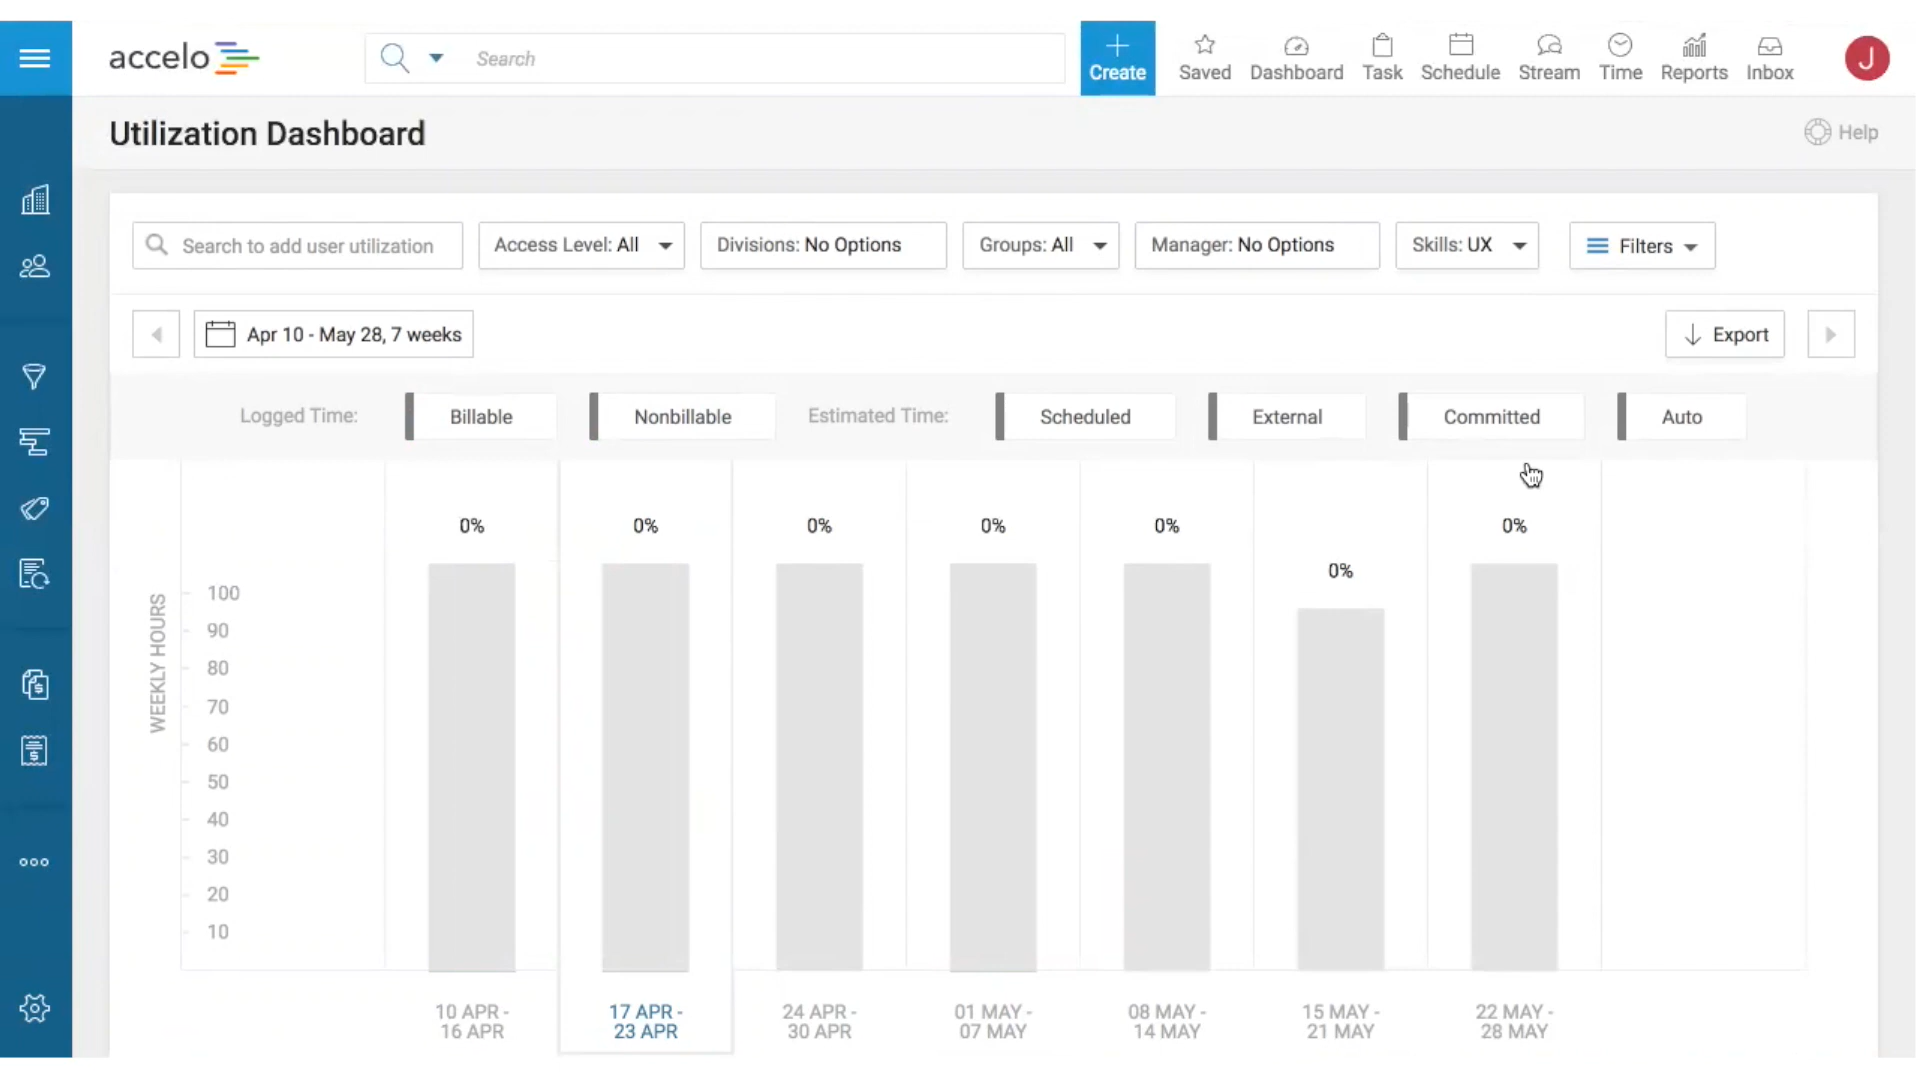 accelo
Search
Create
Saved
Dashboard
Task
Schedule
Stream
Time
Reports
Inbox
J
Utilization Dashboard
Help
Search to add user utilization
Access Level: All
Divisions: No Options
Groups: All
Manager: No Options
Skills: UX
Filters
Apr 10 - May 28, 7 weeks
Export
Logged Time:
Billable
Nonbillable
Estimated Time:
Scheduled
External
Committed
Auto
0%
0%
0%
0%
0%
0%
0%
WEEKLY HOURS
100
90
80
70
60
50
40
30
20
10
10 APR -
16 APR
17 APR -
23 APR
24 APR -
30 APR
01 MAY -
07 MAY
08 MAY -
14 MAY
15 MAY -
21 MAY
22 MAY -
28 MAY